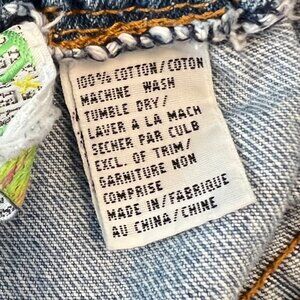 100% COTTON/COTON
MACHINE WASH
TUMBLE DRY/
LAVER A LA MACH
SECHER PAR CULB
EXCL. OF TRIM/
GARNITURE NON
COMPRISE
MADE IN/FABRIQUE
AU CHINA/CHINE